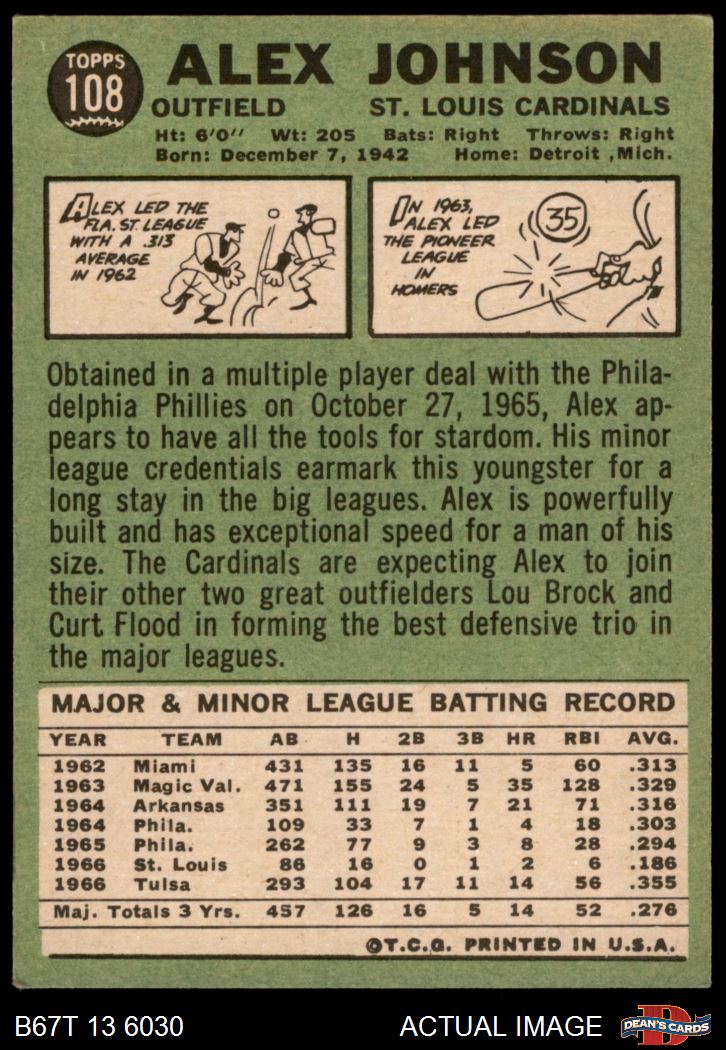 TOPPS
108
ALEX JOHNSON
OUTFIELD ST. LOUIS CARDINALS
Ht: 6'0" Wt: 205 Bats: Right Throws: Right
Born: December 7, 1942 Home: Detroit ,Mich.
ALEX LED THE
FLA. ST. LEAGUE
WITH A .313
AVERAGE
IN 1962
IN 1963,
ALEX LED
THE PIONEER
LEAGUE
IN
HOMERS
35
Obtained in a multiple player deal with the Phila-
delphia Phillies on October 27, 1965, Alex ap-
pears to have all the tools for stardom. His minor
league credentials earmark this youngster for a
long stay in the big leagues. Alex is powerfully
built and has exceptional speed for a man of his
size. The Cardinals are expecting Alex to join
their other two great outfielders Lou Brock and
Curt Flood in forming the best defensive trio in
the major leagues.
MAJOR & MINOR LEAGUE BATTING RECORD
YEAR TEAM AB H 2B 3B HR RBI AVG.
1962 Miami 431 135 16 11 5 60 .313
1963 Magic Val. 471 155 24 5 35 128 .329
1964 Arkansas 351 111 19 7 21 71 .316
1964 Phila. 109 33 7 1 4 18 .303
1965 Phila. 262 77 9 3 8 28 .294
1966 St. Louis 86 16 0 1 2 6 .186
1966 Tulsa 293 104 17 11 14 56 .355
Maj. Totals 3 Yrs. 457 126 16 5 14 52 .276
©T.C.G. PRINTED IN U.S.A.
B67T 13 6030 ACTUAL IMAGE
D
DEAN'S CARDS